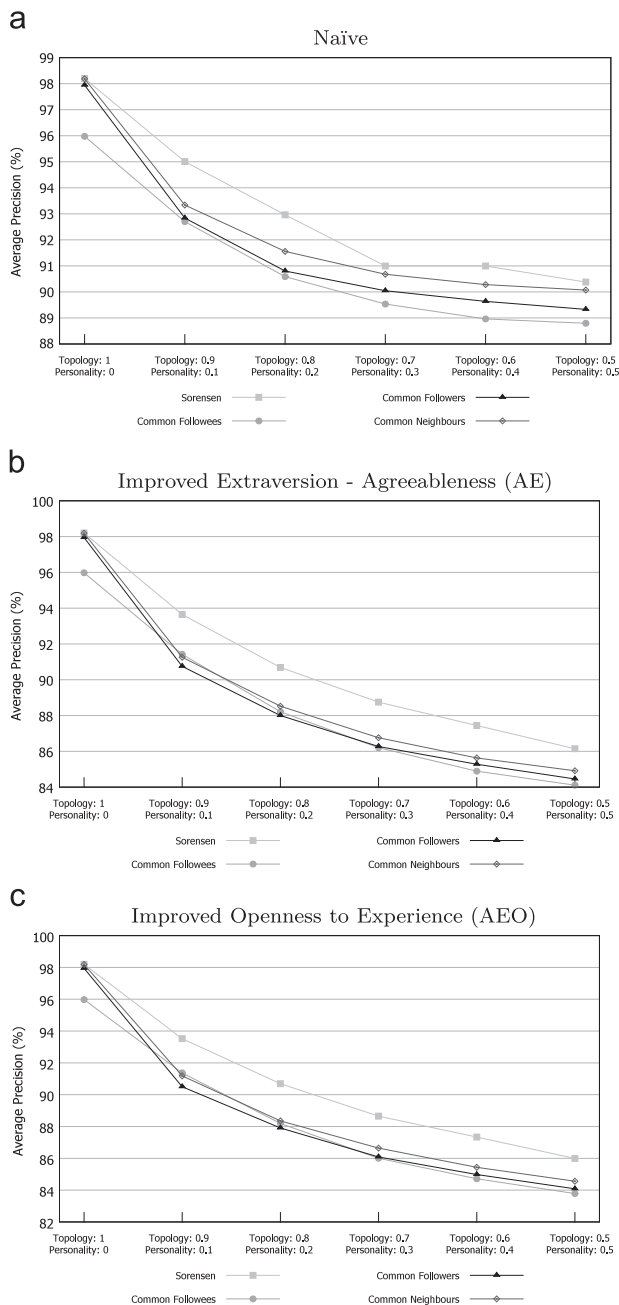 a
Naïve
99
98
97
96
95
94
93
92
91
90
89
88
Average Precision (%)
Topology: 1 Topology: 0.9 Topology: 0.8 Topology: 0.7 Topology: 0.6 Topology: 0.5
Personality: 0 Personality: 0.1 Personality: 0.2 Personality: 0.3 Personality: 0.4 Personality: 0.5
Sorensen Common Followers
Common Followees Common Neighbours
b
Improved Extraversion - Agreeableness (AE)
100
98
96
94
92
90
88
86
84
Average Precision (%)
Topology: 1 Topology: 0.9 Topology: 0.8 Topology: 0.7 Topology: 0.6 Topology: 0.5
Personality: 0 Personality: 0.1 Personality: 0.2 Personality: 0.3 Personality: 0.4 Personality: 0.5
Sorensen Common Followers
Common Followees Common Neighbours
c
Improved Openness to Experience (AEO)
100
98
96
94
92
90
88
86
84
82
Average Precision (%)
Topology: 1 Topology: 0.9 Topology: 0.8 Topology: 0.7 Topology: 0.6 Topology: 0.5
Personality: 0 Personality: 0.1 Personality: 0.2 Personality: 0.3 Personality: 0.4 Personality: 0.5
Sorensen Common Followers
Common Followees Common Neighbours